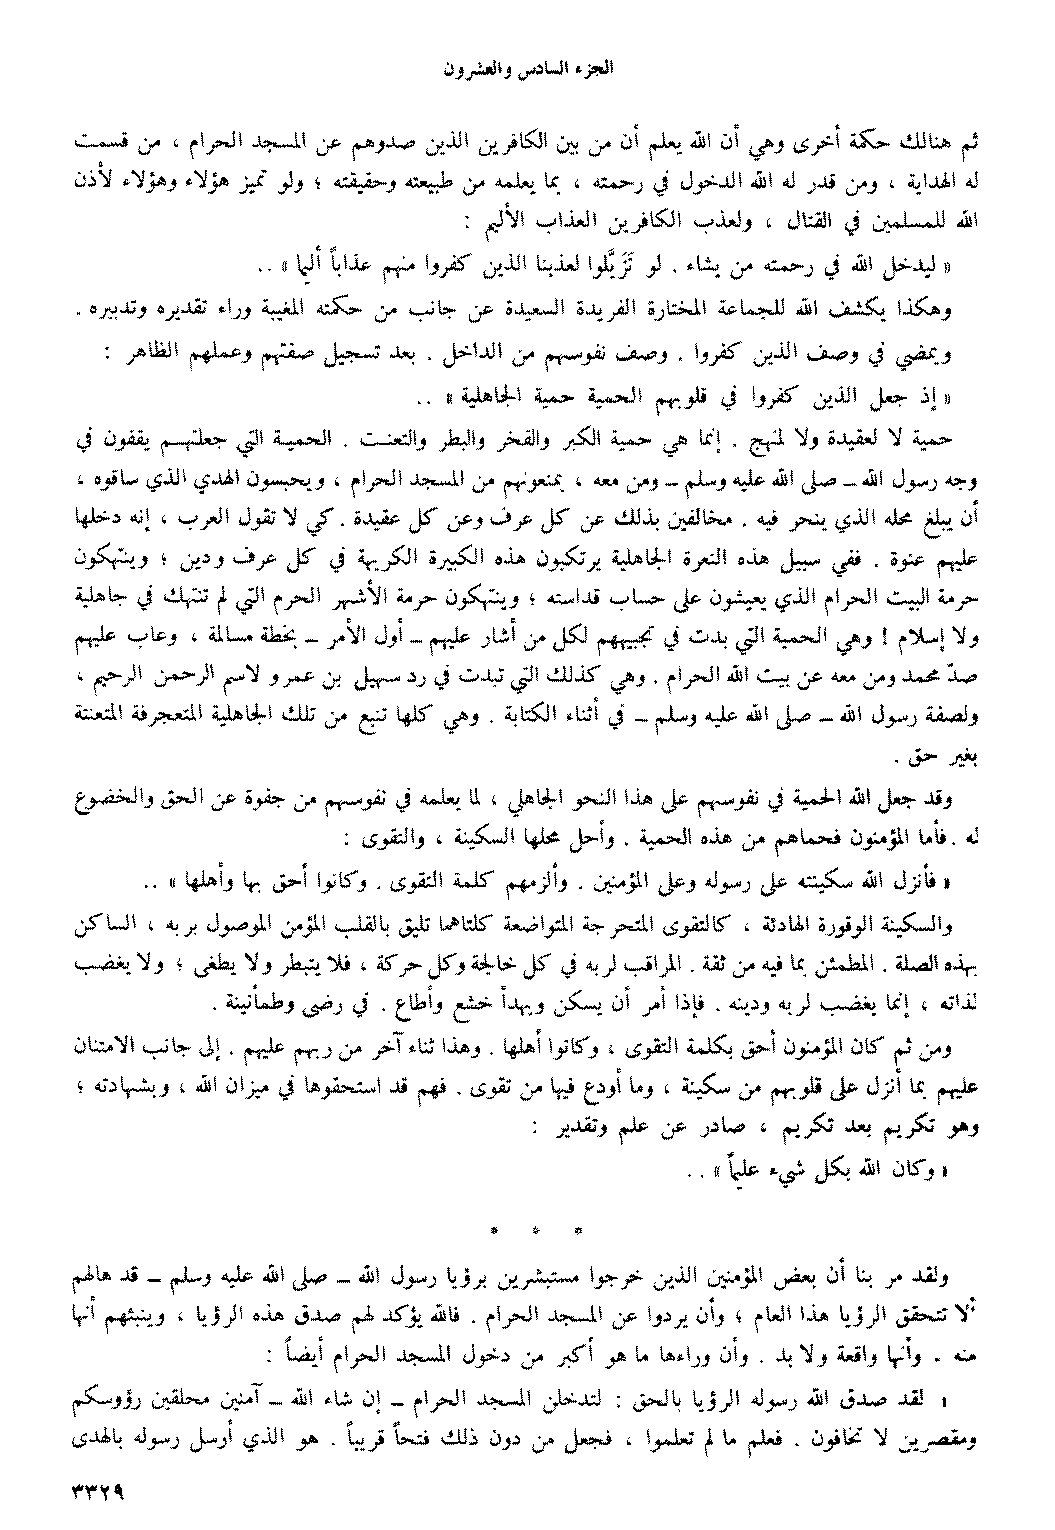 الجزء السادس والعشرون
ثم هنالك حكمة أخرى وهي أن الله يعلم أن من بين الكافرين الذين صدوهم عن المسجد الحرام ، من قسمت
له الهداية ، ومن قدر له الله الدخول في رحمته ، بما يعلمه من طبيعته وحقيقته ؛ ولو تميز هؤلاء وهؤلاء لأذن
الله للمسلمين في القتال ، ولعذب الكافرين العذاب الأليم :
« ليدخل الله في رحمته من يشاء . لو تَزَيَّلوا لعذبنا الذين كفروا منهم عذاباً أليما » ..
وهكذا يكشف الله للجماعة المختارة الفريدة السعيدة عن جانب من حكمته المغيبة وراء تقديره وتدبيره .
ويمضي في وصف الذين كفروا . وصف نفوسهم من الداخل . بعد تسجيل صفتهم وعملهم الظاهر :
« إذ جعل الذين كفروا في قلوبهم الحمية حمية الجاهلية » ..
حمية لا لعقيدة ولا لمنهج . إنما هي حمية الكبر والفخر والبطر والتعنت . الحمية التي جعلتهم يقفون في
وجه رسول الله – صلى الله عليه وسلم – ومن معه ، يمنعونهم من المسجد الحرام ، ويحبسون الهدي الذي ساقوه ،
أن يبلغ محله الذي ينحر فيه . مخالفين بذلك عن كل عرف وعن كل عقيدة . كي لا تقول العرب ، إنه دخلها
عليهم عنوة . ففي سبيل هذه النعرة الجاهلية يرتكبون هذه الكبيرة الكريهة في كل عرف ودين ؛ وينتهكون
حرمة البيت الحرام الذي يعيشون على حساب قداسته ؛ وينتهكون حرمة الأشهر الحرم التي لم تنتهك في جاهلية
ولا إسلام ! وهي الحمية التي بدت في تجبيههم لكل من أشار عليهم – أول الأمر – بخطة مسالمة ، وعاب عليهم
صدّ محمد ومن معه عن بيت الله الحرام . وهي كذلك التي تبدت في رد سهيل بن عمرو لاسم الرحمن الرحيم ،
ولصفة رسول الله – صلى الله عليه وسلم – في أثناء الكتابة . وهي كلها تنبع من تلك الجاهلية المتعجرفة المتعنتة
بغير حق .
وقد جعل الله الحمية في نفوسهم على هذا النحو الجاهلي ، لما يعلمه في نفوسهم من جفوة عن الحق والخضوع
له . فأما المؤمنون فحماهم من هذه الحمية . وأحل محلها السكينة ، والتقوى :
« فأنزل الله سكينته على رسوله وعلى المؤمنين . وألزمهم كلمة التقوى . وكانوا أحق بها وأهلها » ..
والسكينة الوقورة الهادئة ، كالتقوى المتحرجة المتواضعة كلتاهما تليق بالقلب المؤمن الموصول بربه ، الساكن
بهذه الصلة . المطمئن بما فيه من ثقة . المراقب لربه في كل خالجة وكل حركة ، فلا يتبطر ولا يطغى ؛ ولا يغضب
لذاته ، إنما يغضب لربه ودينه . فإذا أمر أن يسكن ويهدأ خشع وأطاع . في رضى وطمأنينة .
ومن ثم كان المؤمنون أحق بكلمة التقوى ، وكانوا أهلها . وهذا ثناء آخر من ربهم عليهم . إلى جانب الامتنان
عليهم بما أنزل على قلوبهم من سكينة ، وما أودع فيها من تقوى . فهم قد استحقوها في ميزان الله ، وبشهادته ؛
وهو تكريم بعد تكريم ، صادر عن علم وتقدير :
« وكان الله بكل شيء عليماً » ..
* * *
ولقد مر بنا أن بعض المؤمنين الذين خرجوا مستبشرين برؤيا رسول الله – صلى الله عليه وسلم – قد هالهم
ألا تتحقق الرؤيا هذا العام ؛ وأن يردوا عن المسجد الحرام . فالله يؤكد لهم صدق هذه الرؤيا ، وينبئهم أنها
منه . وأنها واقعة ولا بد . وأن وراءها ما هو أكبر من دخول المسجد الحرام أيضاً :
« لقد صدق الله رسوله الرؤيا بالحق : لتدخلن المسجد الحرام – إن شاء الله – آمنين محلقين رؤوسكم
ومقصرين لا تخافون . فعلم ما لم تعلموا ، فجعل من دون ذلك فتحاً قريباً . هو الذي أرسل رسوله بالهدى
٣٣٢٩